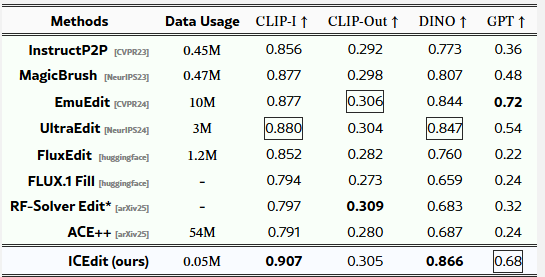 Methods Data Usage CLIP-I ↑ CLIP-Out ↑ DINO ↑ GPT ↑
InstructP2P [CVPR23] 0.45M 0.856 0.292 0.773 0.36
MagicBrush [NeurIPS23] 0.47M 0.877 0.298 0.807 0.48
EmuEdit [CVPR24] 10M 0.877 0.306 0.844 0.72
UltraEdit [NeurIPS24] 3M 0.880 0.304 0.847 0.54
FluxEdit [huggingface] 1.2M 0.852 0.282 0.760 0.22
FLUX.1 Fill [huggingface] - 0.794 0.273 0.659 0.24
RF-Solver Edit* [arXiv25] - 0.797 0.309 0.683 0.32
ACE++ [arXiv25] 54M 0.791 0.280 0.687 0.24
ICEdit (ours) 0.05M 0.907 0.305 0.866 0.68